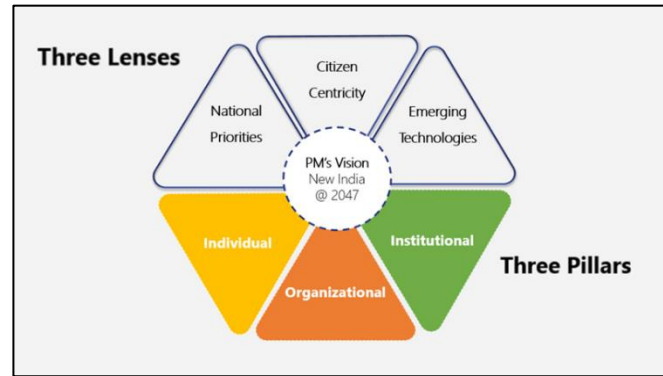 Three Lenses
Citizen
Centricity
National
Priorities
Emerging
Technologies
PM's Vision
New India
@ 2047
Individual
Institutional
Organizational
Three Pillars